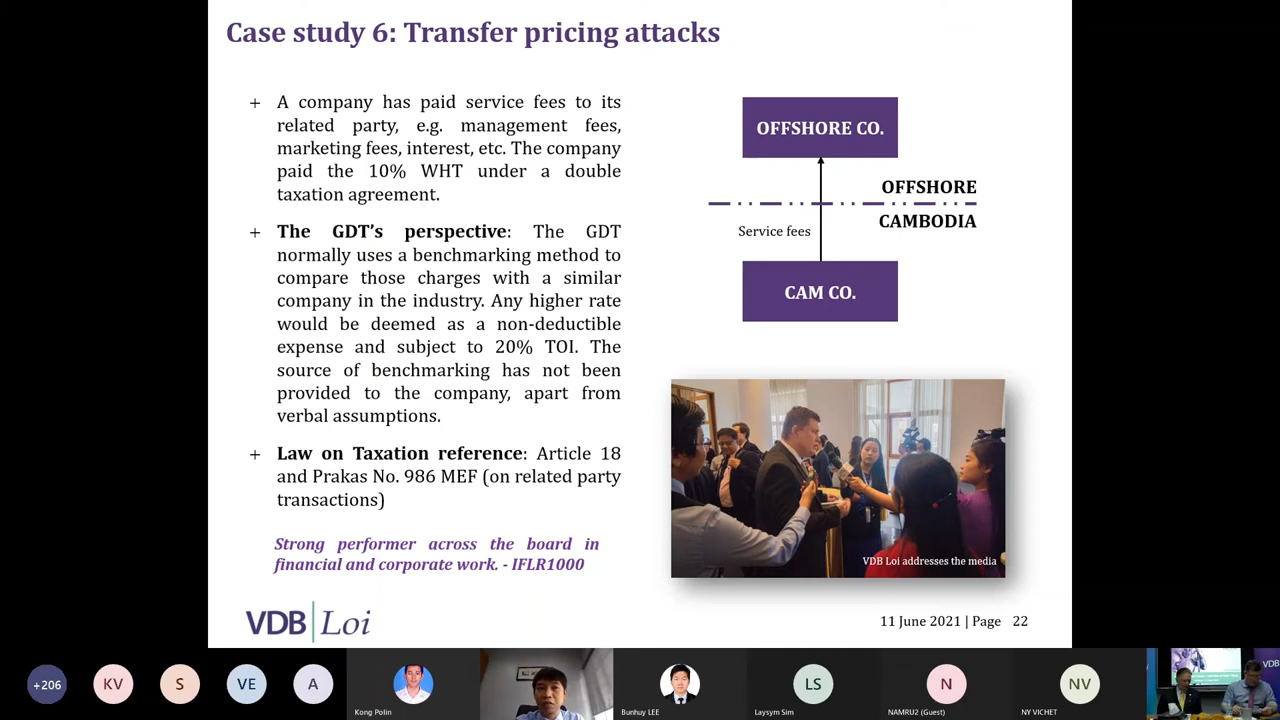 Case study 6: Transfer pricing attacks
+ A company has paid service fees to its
related party, e.g. management fees,
marketing fees, interest, etc. The company
paid the 10% WHT under a double
taxation agreement.
+ The GDT's perspective: The GDT
normally uses a benchmarking method to
compare those charges with a similar
company in the industry. Any higher rate
would be deemed as a non-deductible
expense and subject to 20% TOI. The
source of benchmarking has not been
provided to the company, apart from
verbal assumptions.
+ Law on Taxation reference: Article 18
and Prakas No. 986 MEF (on related party
transactions)
Strong performer across the board in
financial and corporate work. - IFLR1000
OFFSHORE CO.
OFFSHORE
CAMBODIA
Service fees
CAM CO.
VDB Loi addresses the media
VDB Loi
11 June 2021 | Page 22
+206
KV
S
VE
A
Kong Polin
Bunhuy LEE
LS
Laysym Sim
N
NAMRU2 (Guest)
NV
NY VICHET
VDB